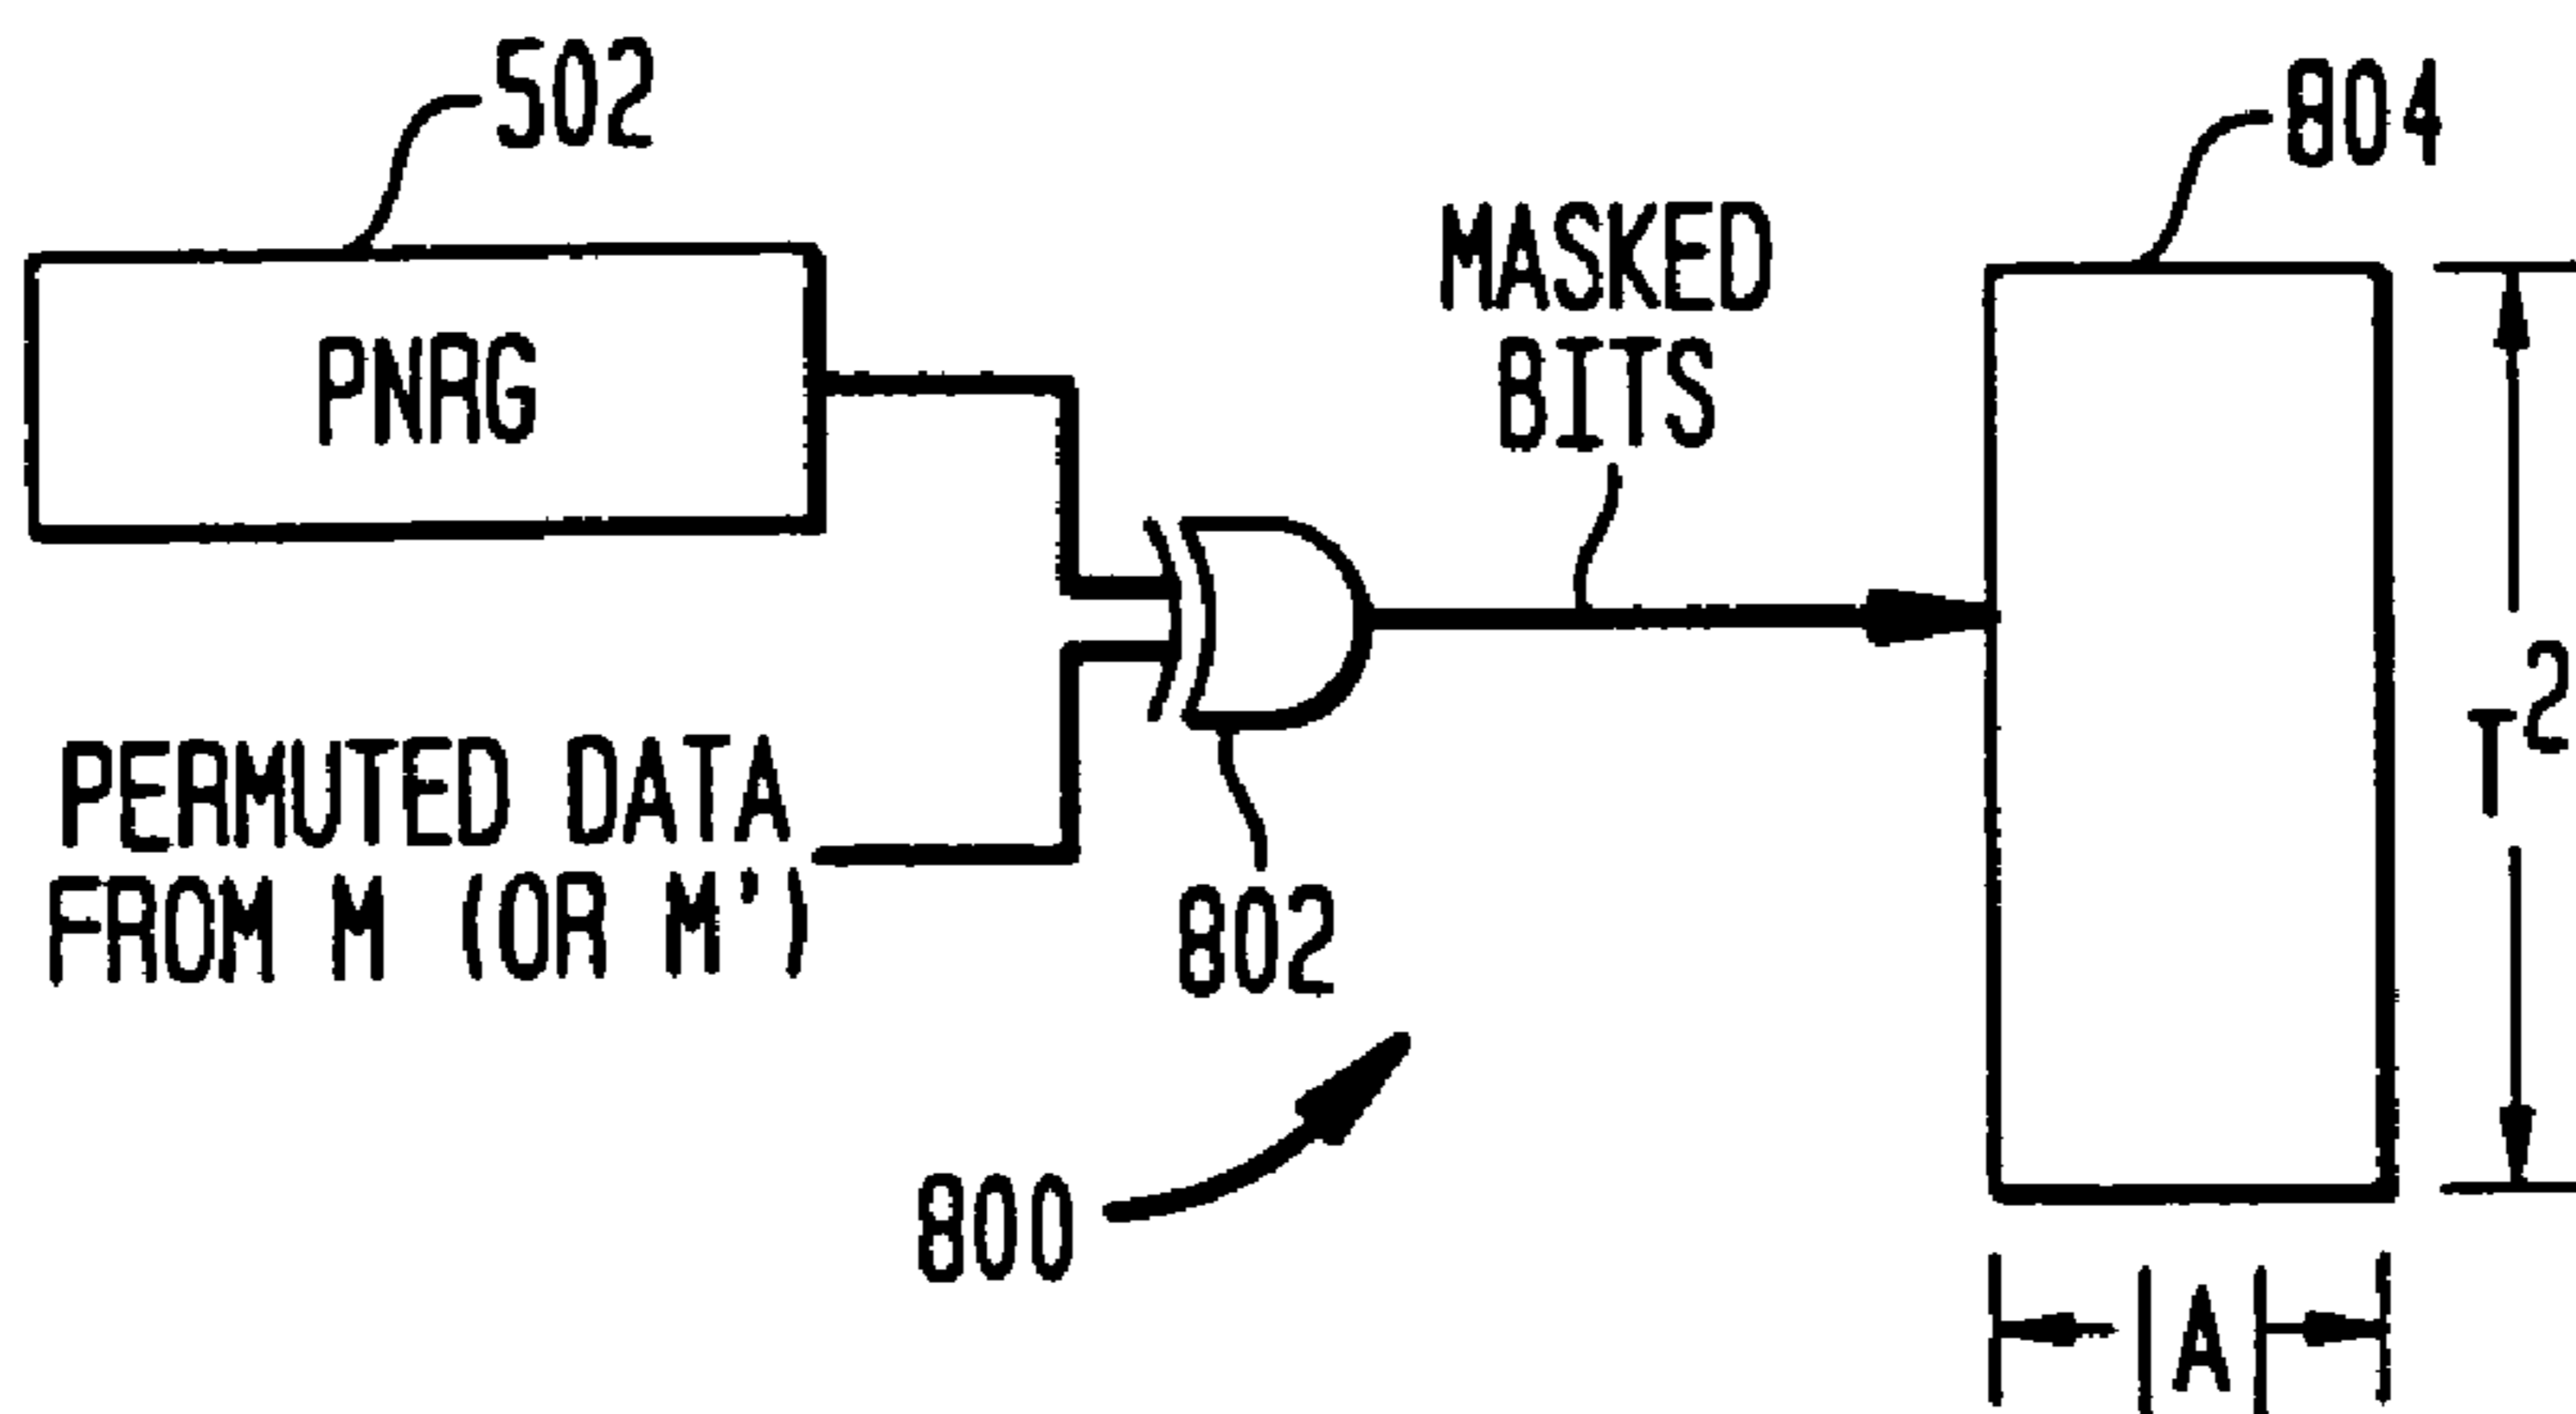 502
804
MASKED
BITS
PNRG
T²
PERMUTED DATA
FROM M (OR M')
802
800
|A|